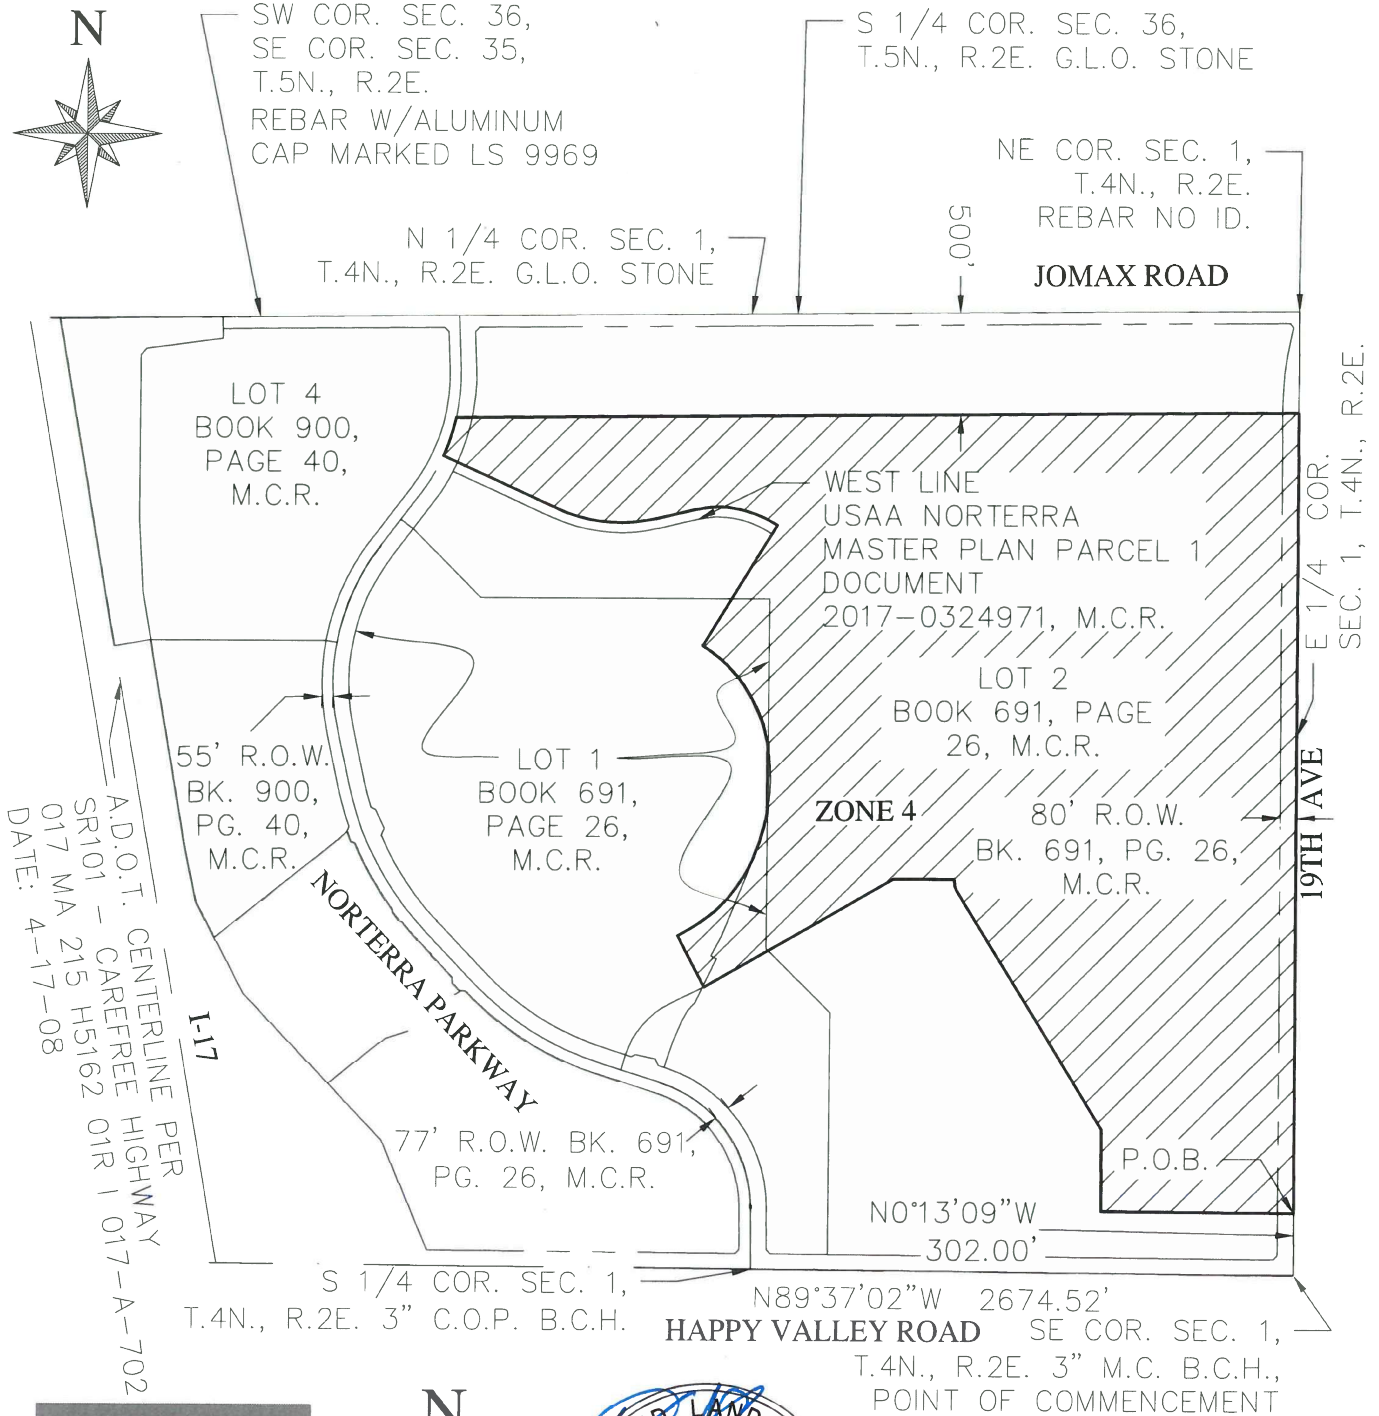 N
SW COR. SEC. 36,
SE COR. SEC. 35,
T.5N., R.2E.
REBAR W/ALUMINUM
CAP MARKED LS 9969
S 1/4 COR. SEC. 36,
T.5N., R.2E. G.L.O. STONE
NE COR. SEC. 1,
T.4N., R.2E.
REBAR NO ID.
N 1/4 COR. SEC. 1,
T.4N., R.2E. G.L.O. STONE
500'
JOMAX ROAD
LOT 4
BOOK 900,
PAGE 40,
M.C.R.
WEST LINE
USAA NORTERRA
MASTER PLAN PARCEL 1
DOCUMENT
2017-0324971, M.C.R.
E 1/4 COR.
SEC. 1, T.4N., R.2E.
LOT 2
BOOK 691, PAGE
26, M.C.R.
55' R.O.W.
BK. 900,
PG. 40,
M.C.R.
LOT 1
BOOK 691,
PAGE 26,
M.C.R.
ZONE 4
80' R.O.W.
BK. 691, PG. 26,
M.C.R.
19TH AVE
NORTERRA PARKWAY
A.D.O.T. CENTERLINE PER
SR101 - CAREFREE HIGHWAY
017 MA 215 H5162 01R | 017-A-702
DATE: 4-17-08
I-17
77' R.O.W. BK. 691,
PG. 26, M.C.R.
P.O.B.
N0°13'09"W
302.00'
S 1/4 COR. SEC. 1,
T.4N., R.2E. 3" C.O.P. B.C.H.
N89°37'02"W 2674.52'
HAPPY VALLEY ROAD
SE COR. SEC. 1,
T.4N., R.2E. 3" M.C. B.C.H.,
POINT OF COMMENCEMENT
N
LAND